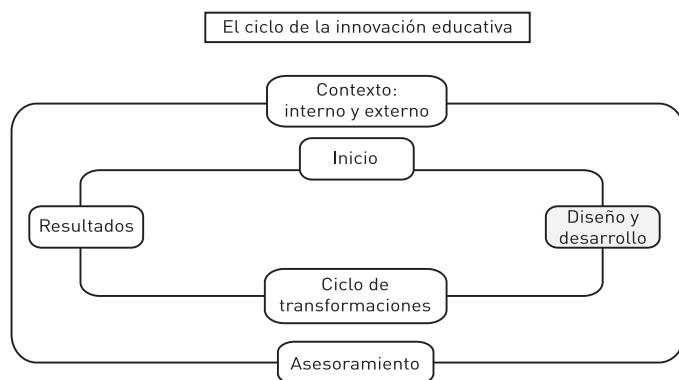 El ciclo de la innovación educativa
Contexto:
interno y externo
Inicio
Resultados
Diseño y
desarrollo
Ciclo de
transformaciones
Asesoramiento